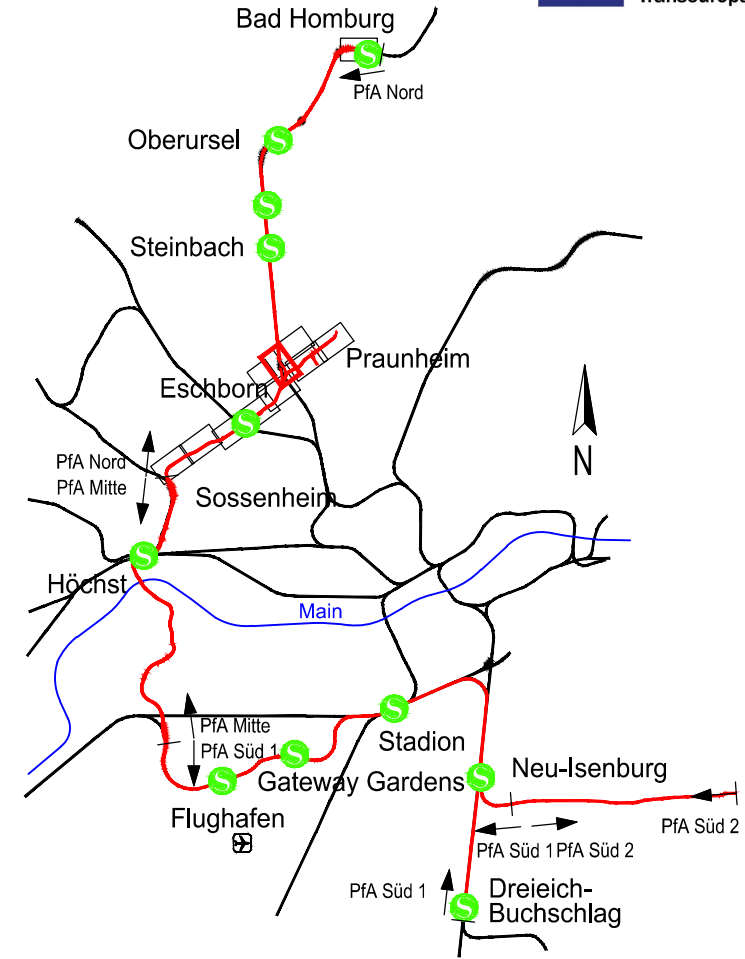 Bad Homburg
PfA Nord
Oberursel
Steinbach
Praunheim
Eschborn
N
PfA Nord
PfA Mitte
Sossenheim
Höchst
Main
PfA Mitte
PfA Süd 1
Stadion
Gateway Gardens
Neu-Isenburg
Flughafen
PfA Süd 2
PfA Süd 1
PfA Süd 2
PfA Süd 1
Dreieich-
Buchschlag